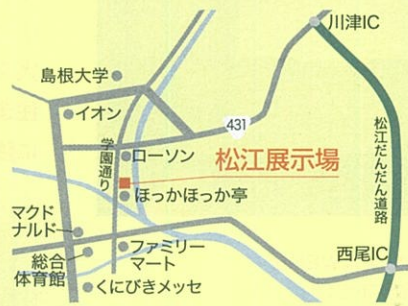 川津IC
島根大学
イオン
431
学園通り
ローソン
松江展示場
松江だんだん道路
ほっかほっか亭
マクド
ナルド
ファミリー
マート
西尾IC
総合
体育館
くにびきメッセ